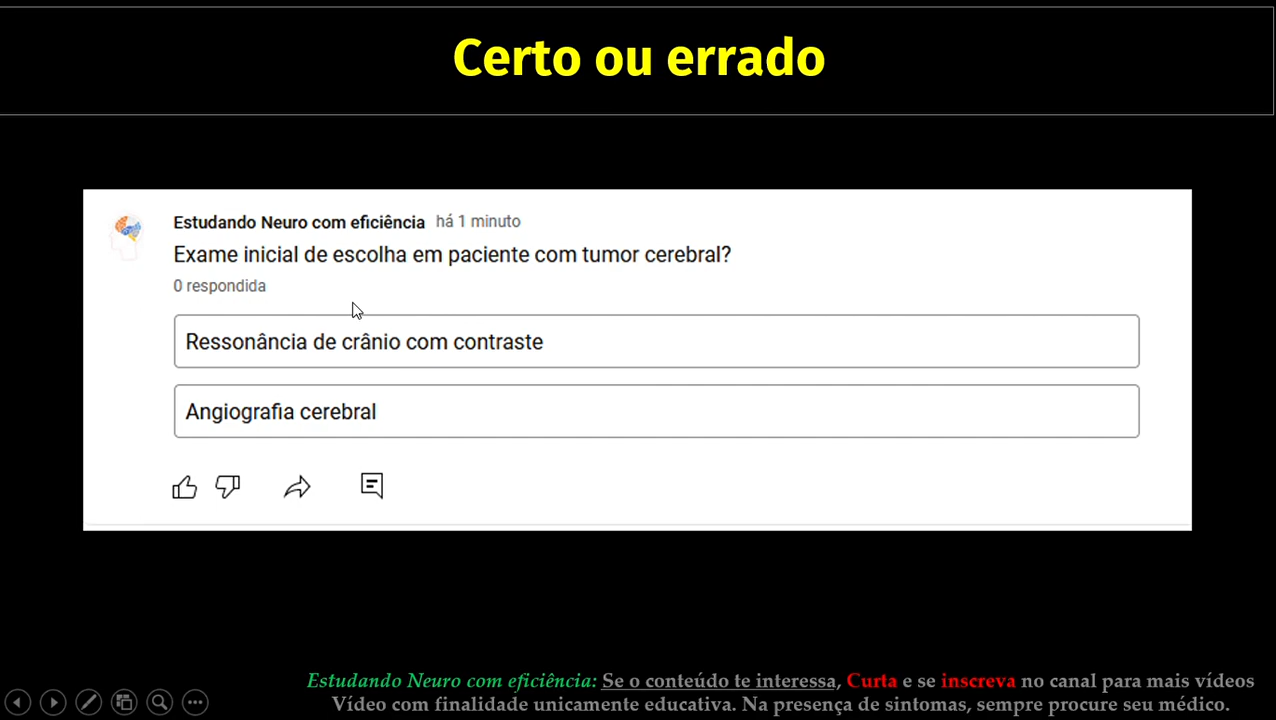 Certo ou errado
Estudando Neuro com eficiência há 1 minuto
Exame inicial de escolha em paciente com tumor cerebral?
0 respondida
Ressonância de crânio com contraste
Angiografia cerebral
Estudando Neuro com eficiência: Se o conteúdo te interessa, Curta e se inscreva no canal para mais vídeos
Vídeo com finalidade unicamente educativa. Na presença de sintomas, sempre procure seu médico.